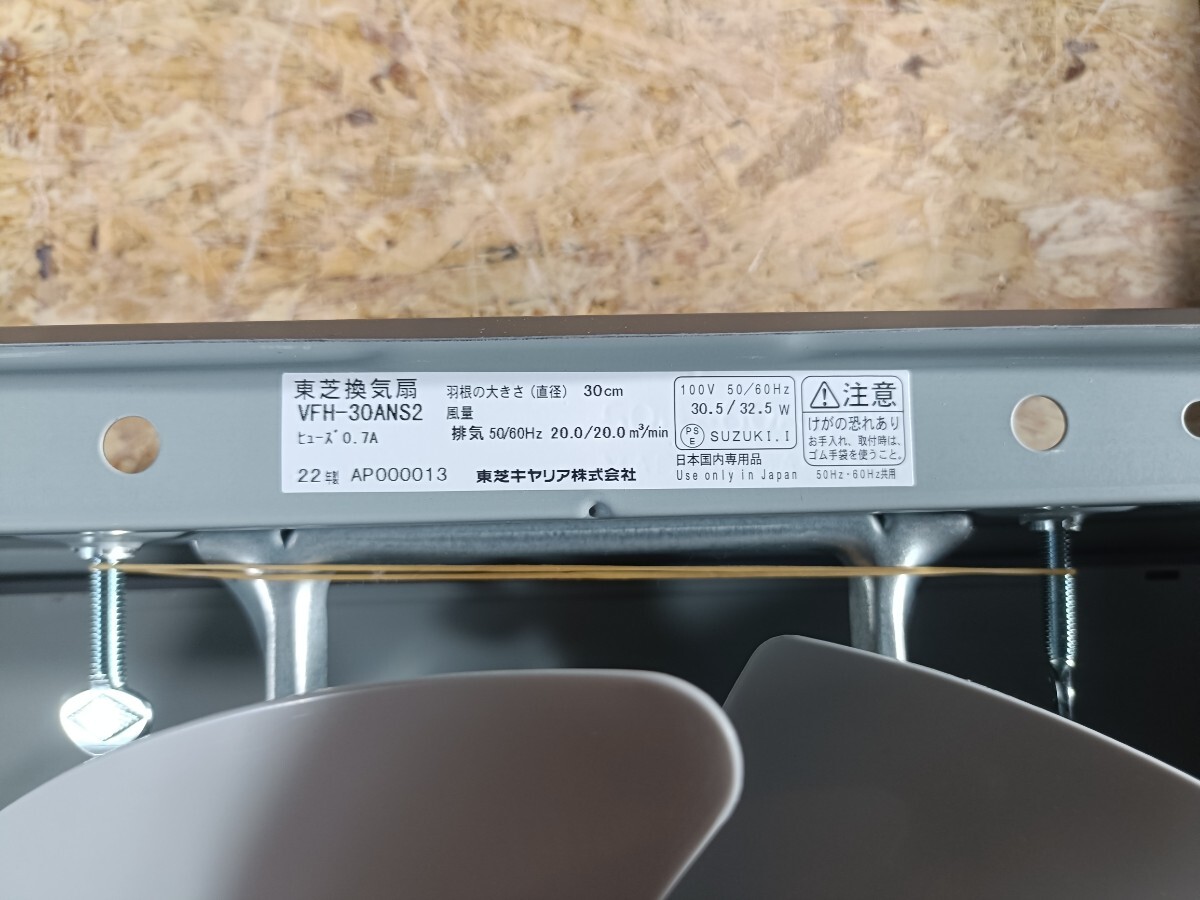 東芝換気扇
VFH-30ANS2
ﾋｭｰｽﾞ0.7A
22年製 AP000013
羽根の大きさ(直径) 30cm
風量
排気 50/60Hz 20.0/20.0 m³/min
東芝キヤリア株式会社
100V 50/60Hz
30.5/32.5 W
PS
E
SUZUKI.I
日本国内専用品
Use only in Japan
注意
けがの恐れあり
お手入れ、取付時は、
ゴム手袋を使うこと。
50Hz・60Hz共用